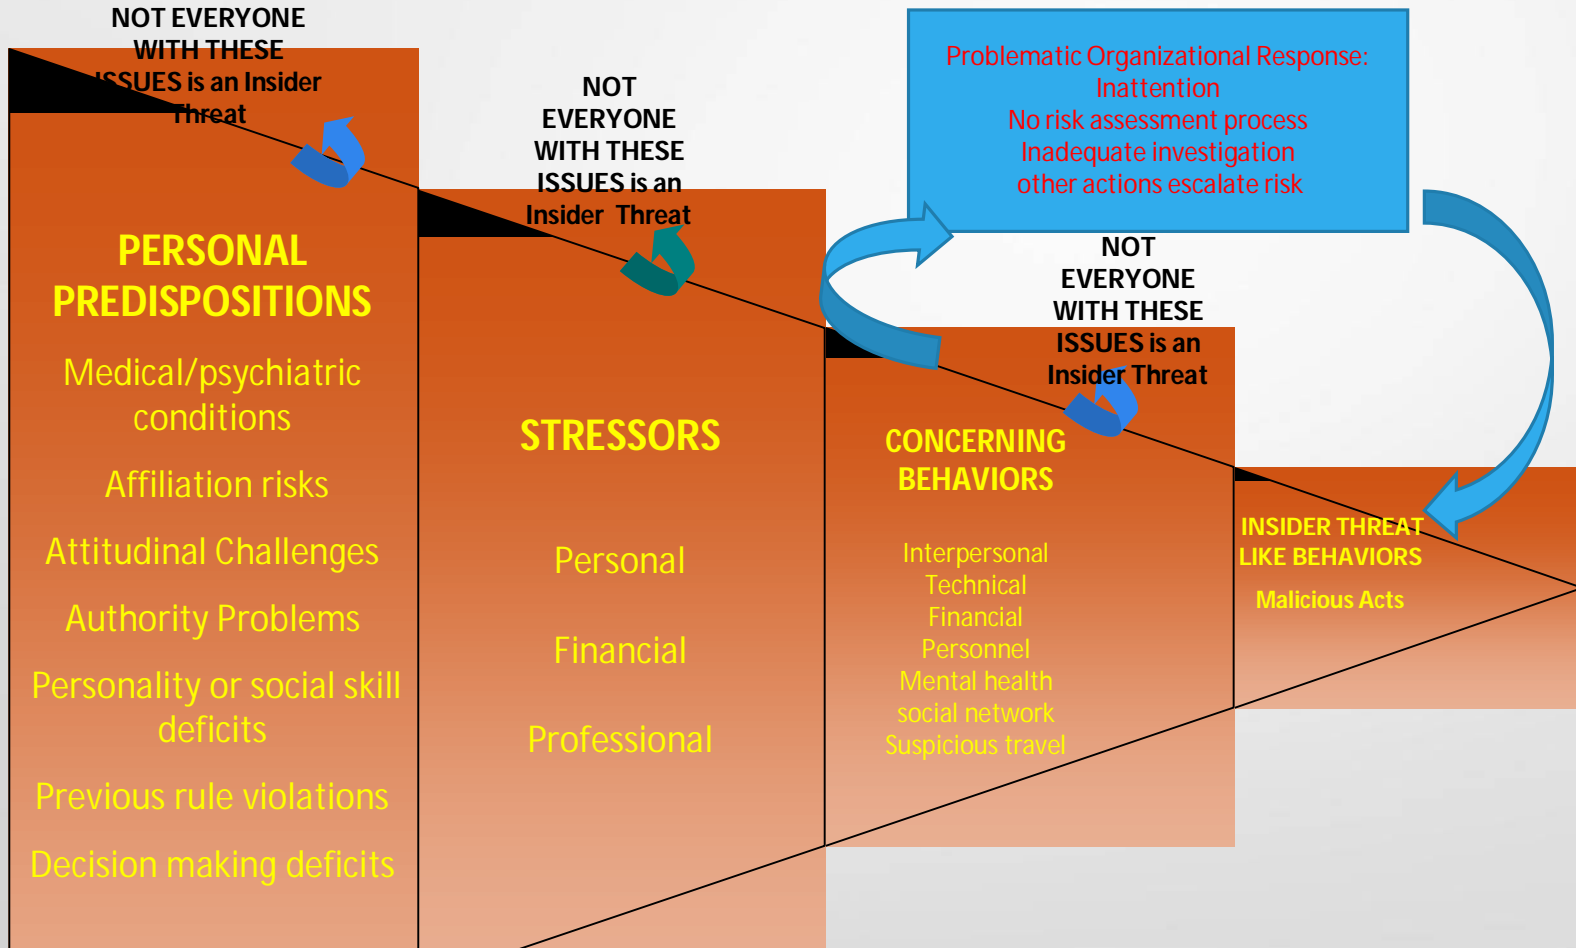 NOT EVERYONE
WITH THESE
ISSUES is an Insider
Threat
PERSONAL
PREDISPOSITIONS
Medical/psychiatric
conditions
Affiliation risks
Attitudinal Challenges
Authority Problems
Personality or social skill
deficits
Previous rule violations
Decision making deficits
NOT
EVERYONE
WITH THESE
ISSUES is an
Insider Threat
STRESSORS
Personal
Financial
Professional
Problematic Organizational Response:
Inattention
No risk assessment process
Inadequate investigation
other actions escalate risk
NOT
EVERYONE
WITH THESE
ISSUES is an
Insider Threat
CONCERNING
BEHAVIORS
Interpersonal
Technical
Financial
Personnel
Mental health
social network
Suspicious travel
INSIDER THREAT
LIKE BEHAVIORS
Malicious Acts